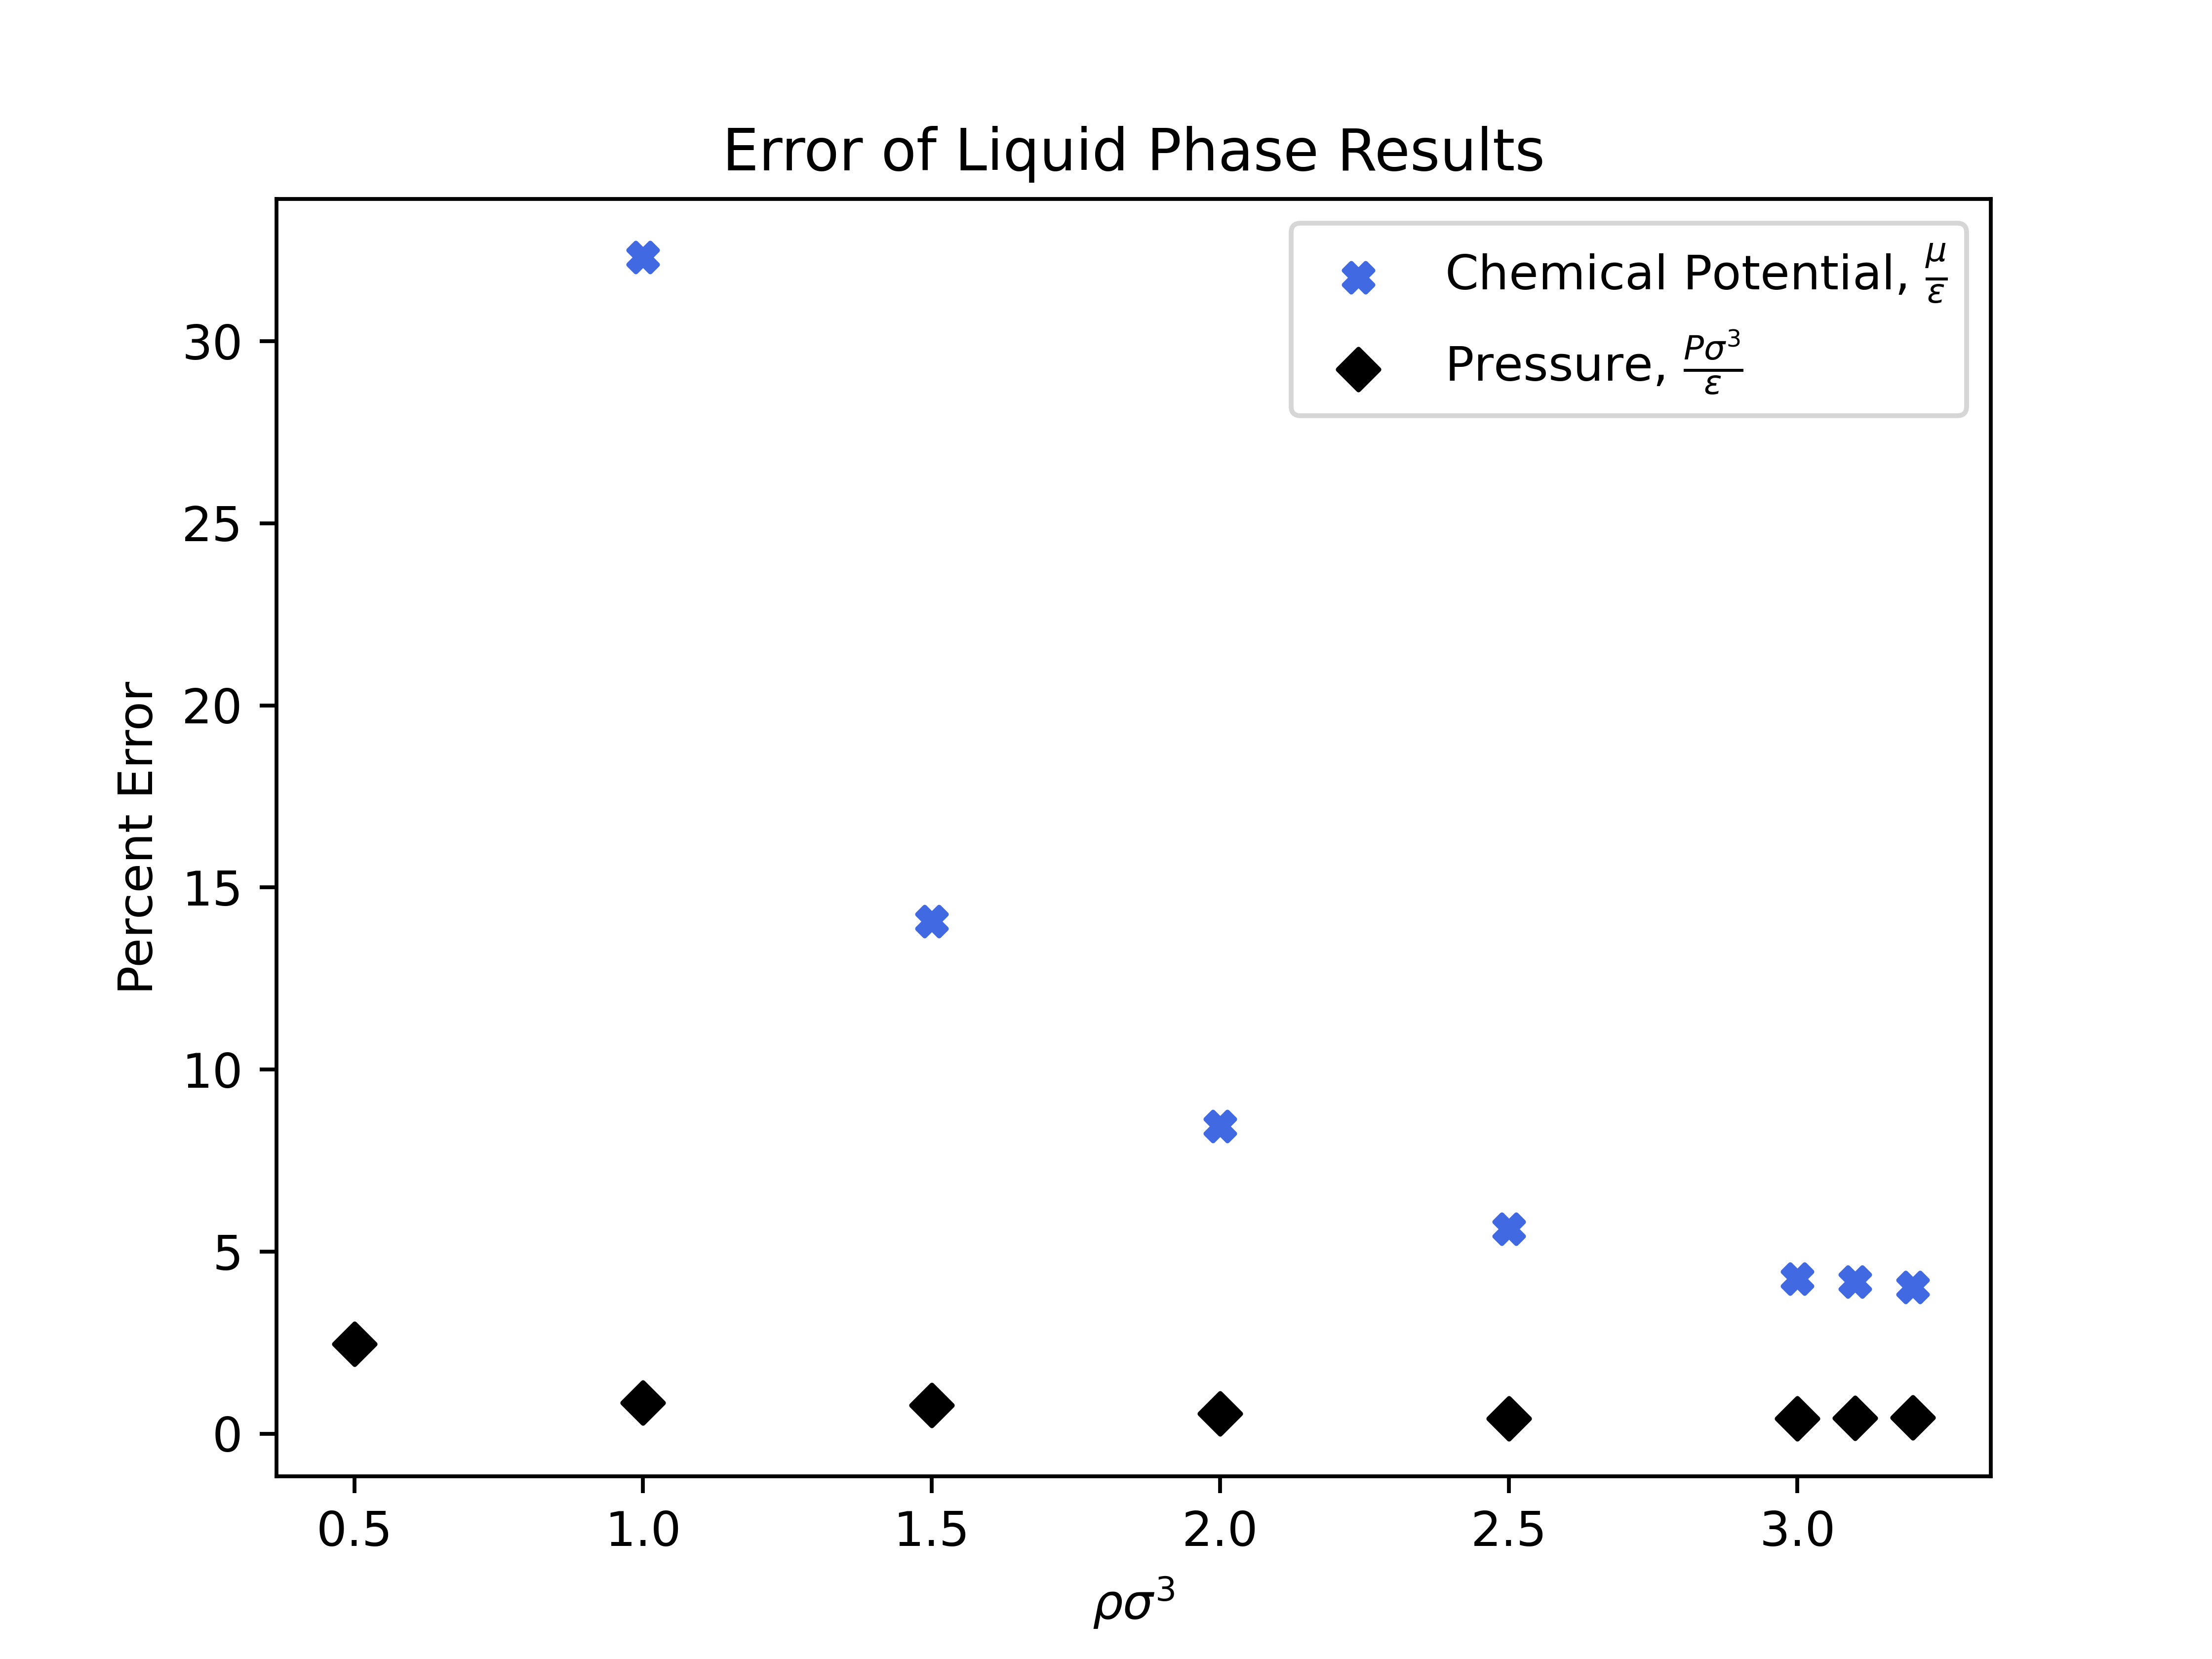 Error of Liquid Phase Results
Chemical Potential, μ/ε
Pressure, Pσ³/ε
Percent Error
30
25
20
15
10
5
0
0.5 1.0 1.5 2.0 2.5 3.0
ρσ³